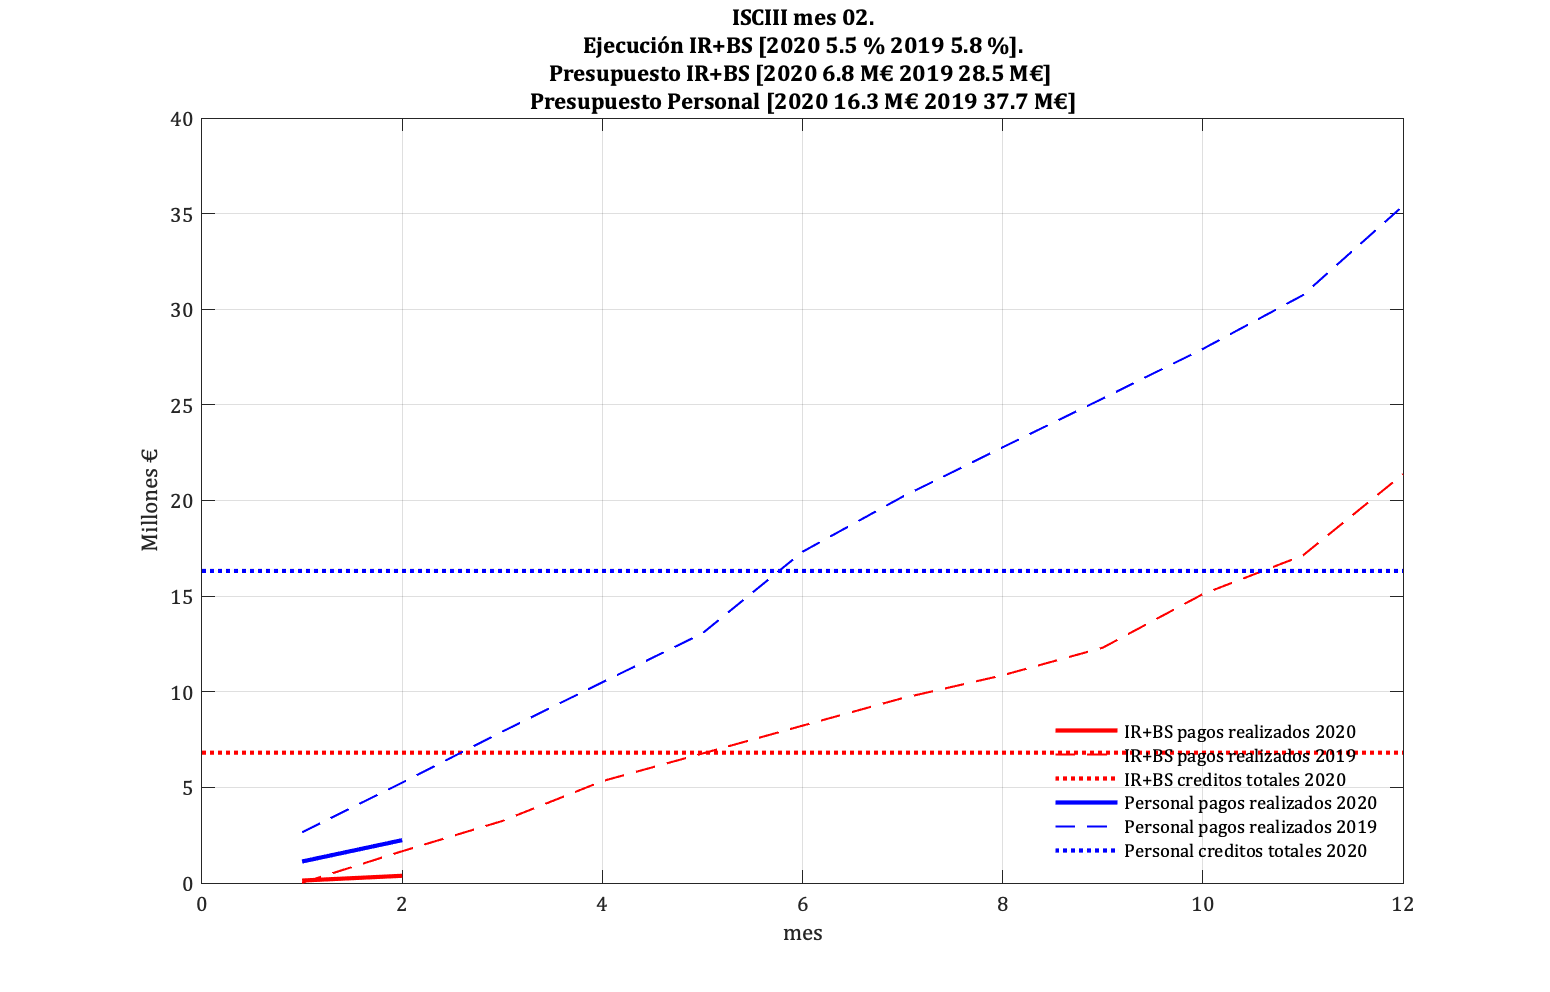 ISCIII mes 02.
Ejecución IR+BS [2020 5.5 % 2019 5.8 %].
Presupuesto IR+BS [2020 6.8 M€ 2019 28.5 M€]
Presupuesto Personal [2020 16.3 M€ 2019 37.7 M€]
40
35
30
25
20
15
10
5
0
Millones €
IR+BS pagos realizados 2020
IR+BS pagos realizados 2019
IR+BS creditos totales 2020
Personal pagos realizados 2020
Personal pagos realizados 2019
Personal creditos totales 2020
0 2 4 6 8 10 12
mes